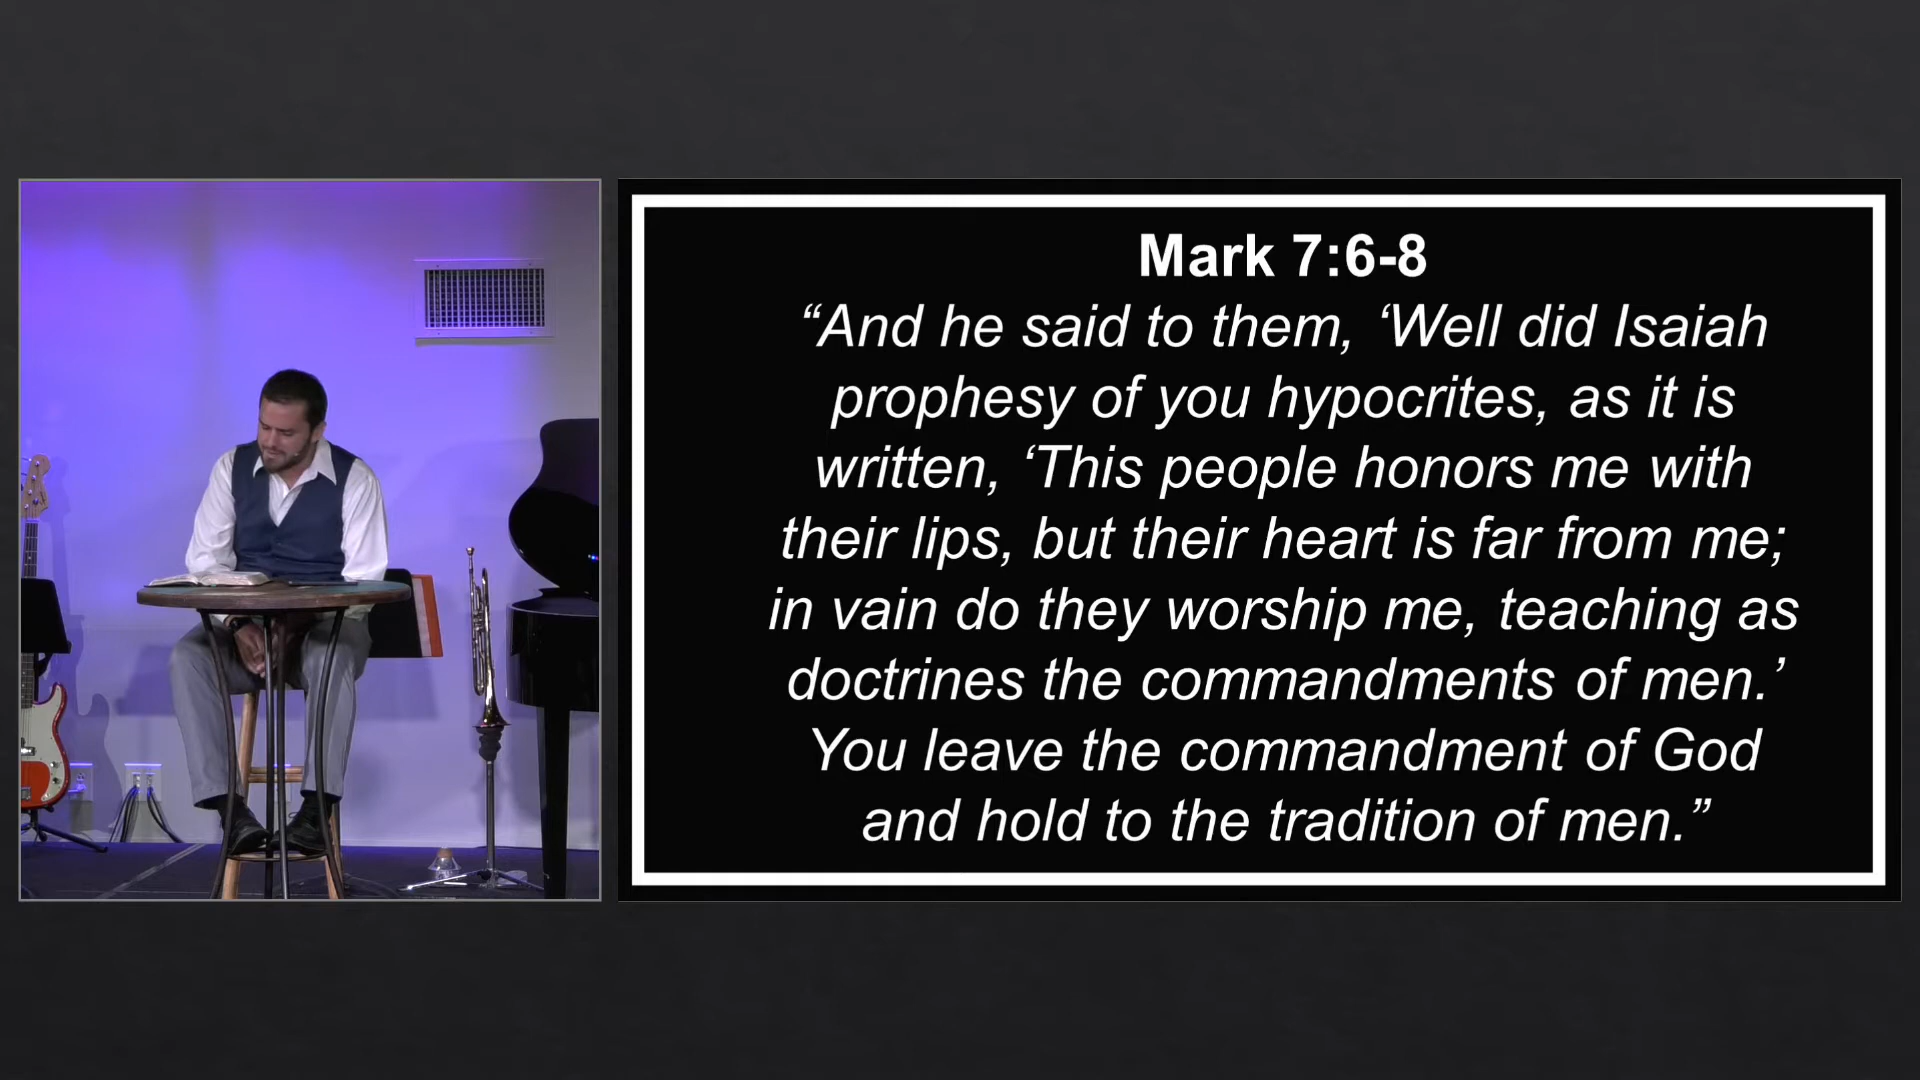 Mark 7:6-8
“And he said to them, ‘Well did Isaiah
prophesy of you hypocrites, as it is
written, ‘This people honors me with
their lips, but their heart is far from me;
in vain do they worship me, teaching as
doctrines the commandments of men.’
You leave the commandment of God
and hold to the tradition of men.”